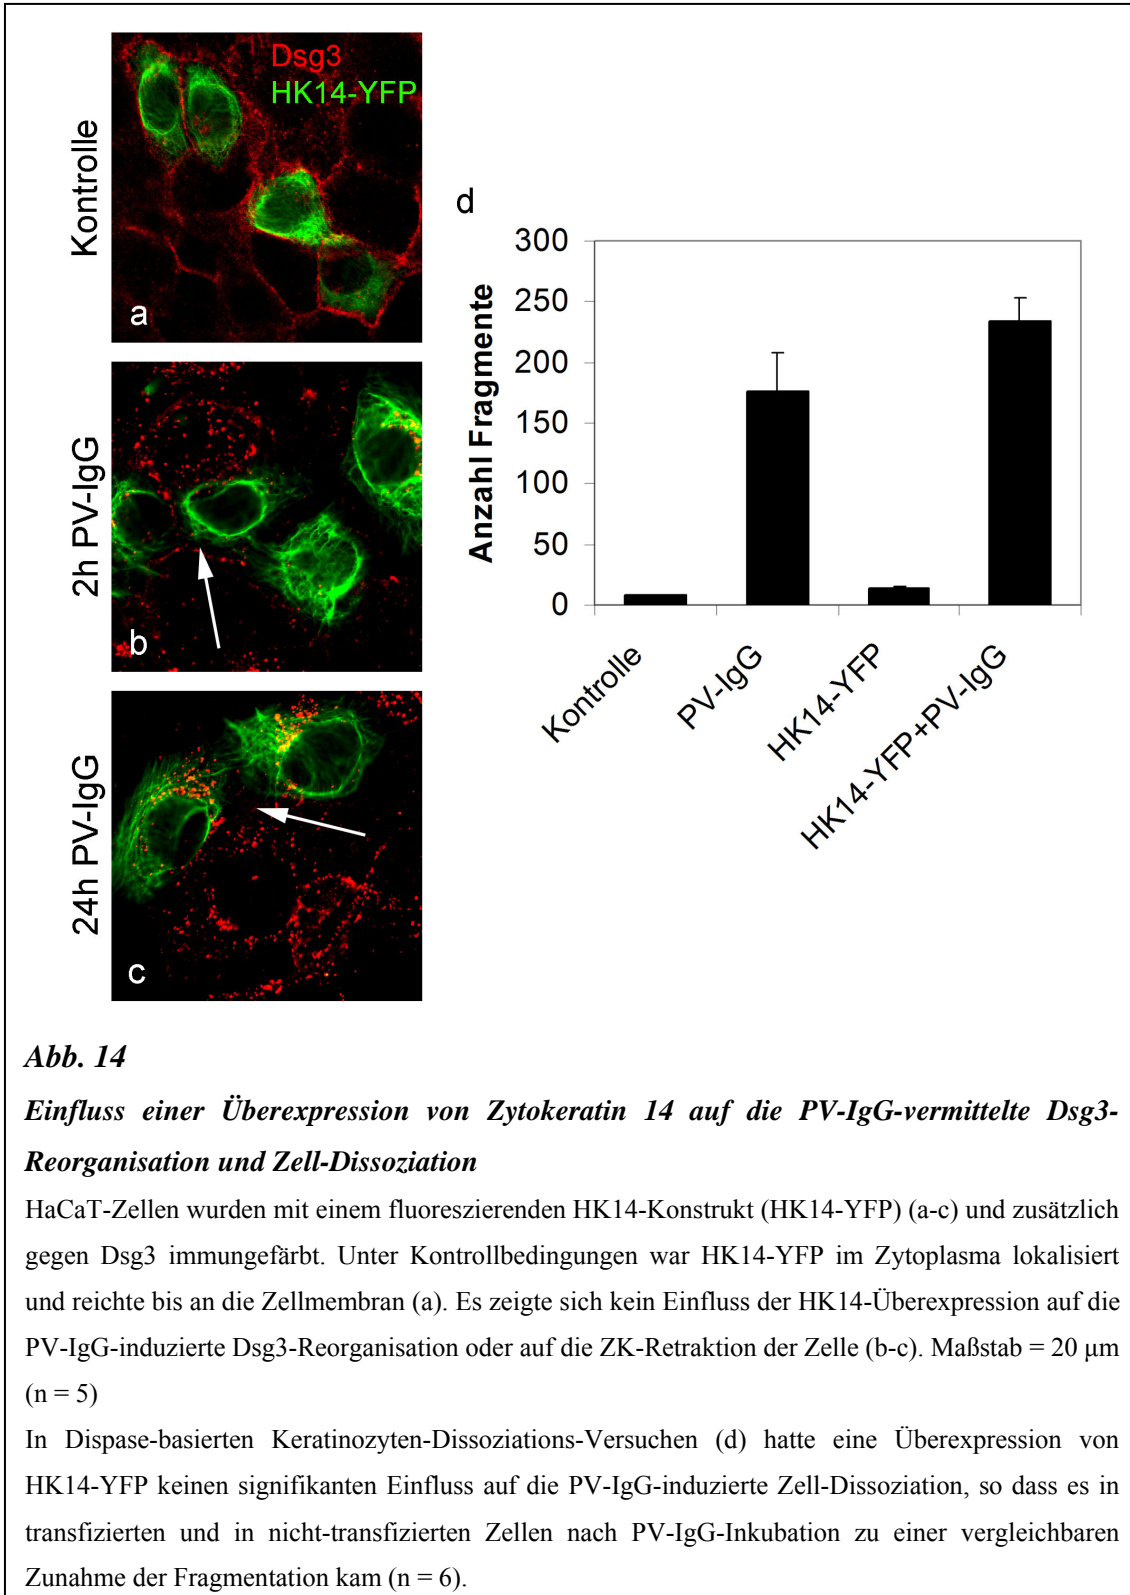 Kontrolle
Dsg3
HK14-YFP
a
2h PV-IgG
b
24h PV-IgG
c
d
Anzahl Fragmente
300
250
200
150
100
50
0
Kontrolle
PV-IgG
HK14-YFP
HK14-YFP+PV-IgG
Abb. 14
Einfluss einer Überexpression von Zytokeratin 14 auf die PV-IgG-vermittelte Dsg3-
Reorganisation und Zell-Dissoziation
HaCaT-Zellen wurden mit einem fluoreszierenden HK14-Konstrukt (HK14-YFP) (a-c) und zusätzlich
gegen Dsg3 immungefärbt. Unter Kontrollbedingungen war HK14-YFP im Zytoplasma lokalisiert
und reichte bis an die Zellmembran (a). Es zeigte sich kein Einfluss der HK14-Überexpression auf die
PV-IgG-induzierte Dsg3-Reorganisation oder auf die ZK-Retraktion der Zelle (b-c). Maßstab = 20 µm
(n = 5)
In Dispase-basierten Keratinozyten-Dissoziations-Versuchen (d) hatte eine Überexpression von
HK14-YFP keinen signifikanten Einfluss auf die PV-IgG-induzierte Zell-Dissoziation, so dass es in
transfizierten und in nicht-transfizierten Zellen nach PV-IgG-Inkubation zu einer vergleichbaren
Zunahme der Fragmentation kam (n = 6).